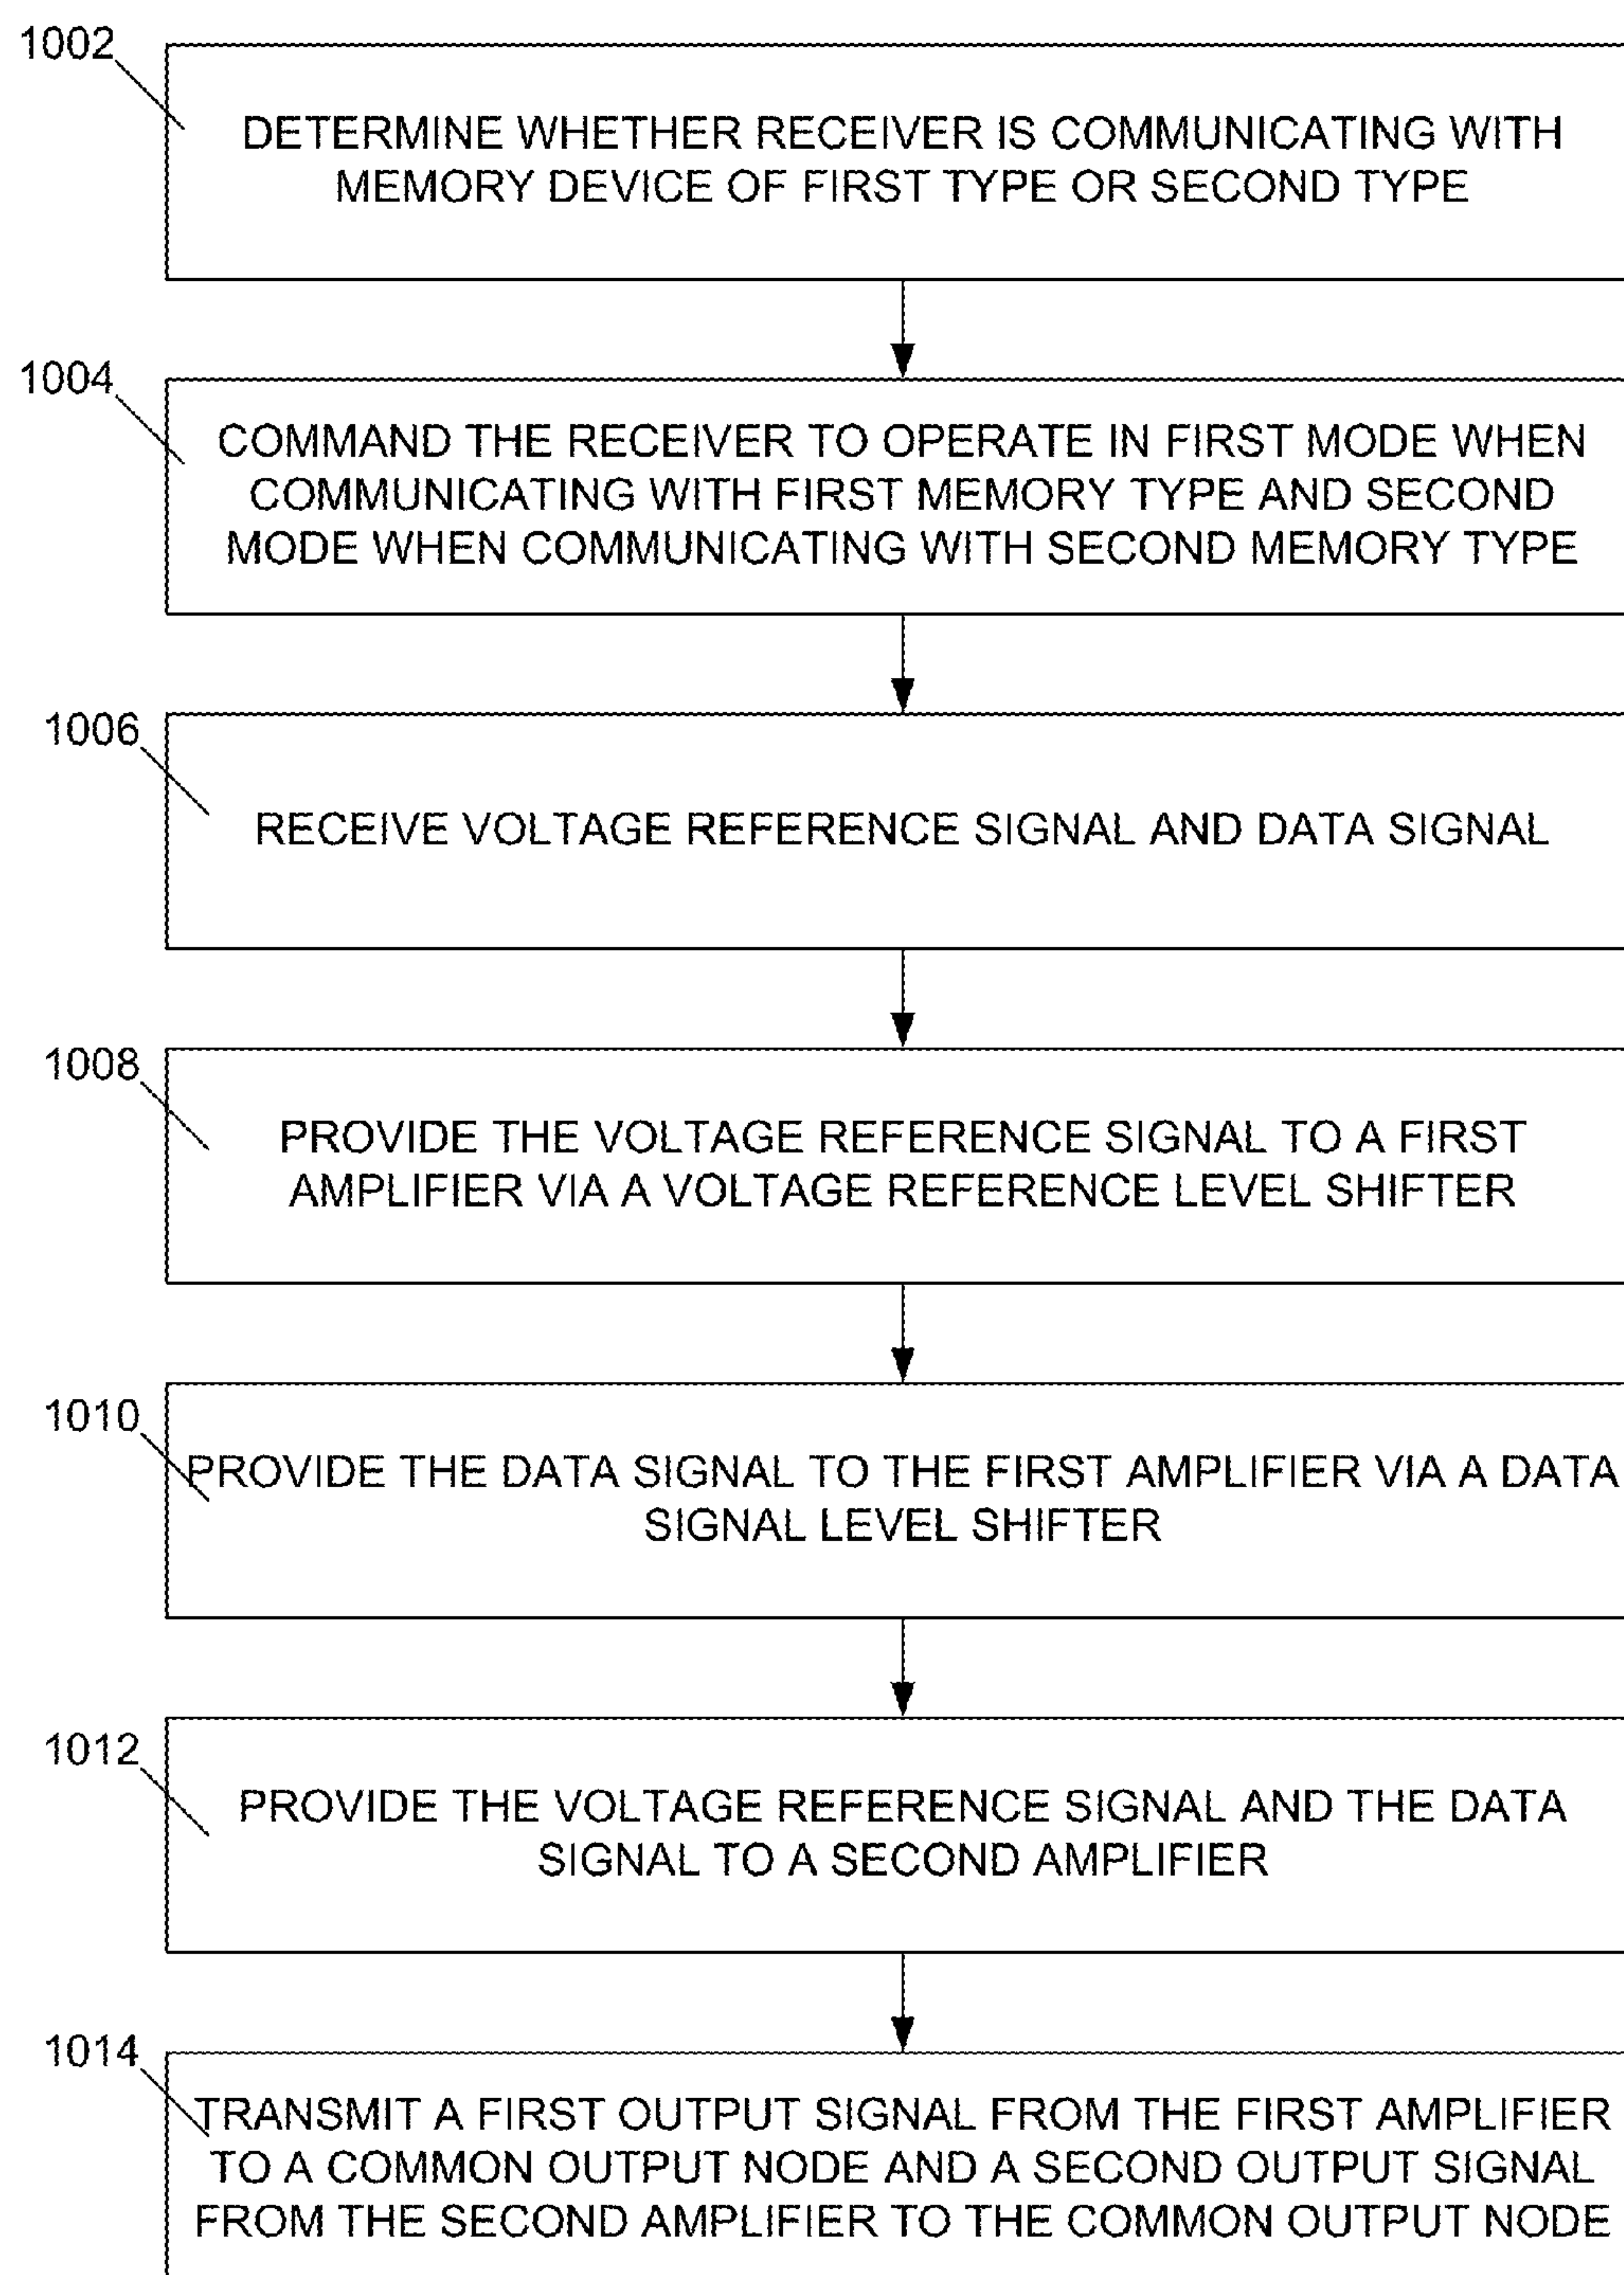 1002
DETERMINE WHETHER RECEIVER IS COMMUNICATING WITH
MEMORY DEVICE OF FIRST TYPE OR SECOND TYPE
1004
COMMAND THE RECEIVER TO OPERATE IN FIRST MODE WHEN
COMMUNICATING WITH FIRST MEMORY TYPE AND SECOND
MODE WHEN COMMUNICATING WITH SECOND MEMORY TYPE
1006
RECEIVE VOLTAGE REFERENCE SIGNAL AND DATA SIGNAL
1008
PROVIDE THE VOLTAGE REFERENCE SIGNAL TO A FIRST
AMPLIFIER VIA A VOLTAGE REFERENCE LEVEL SHIFTER
1010
PROVIDE THE DATA SIGNAL TO THE FIRST AMPLIFIER VIA A DATA
SIGNAL LEVEL SHIFTER
1012
PROVIDE THE VOLTAGE REFERENCE SIGNAL AND THE DATA
SIGNAL TO A SECOND AMPLIFIER
1014
TRANSMIT A FIRST OUTPUT SIGNAL FROM THE FIRST AMPLIFIER
TO A COMMON OUTPUT NODE AND A SECOND OUTPUT SIGNAL
FROM THE SECOND AMPLIFIER TO THE COMMON OUTPUT NODE